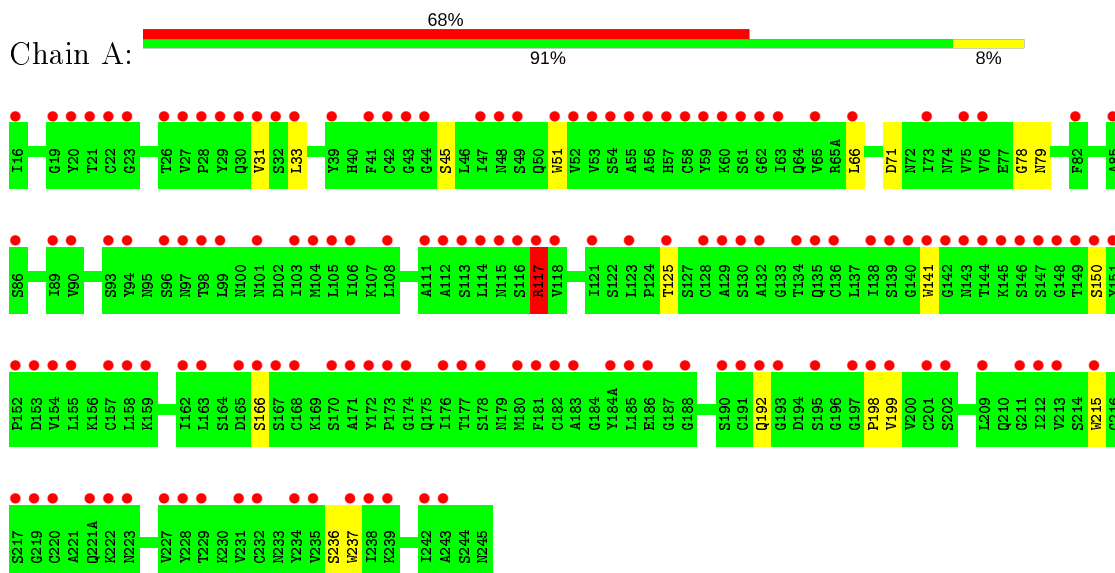 68%
Chain A:
91% 8%
I16 G19 Y20 T21 C22 G23 T26 V27 P28 Y29 Q30 V31 S32 L33 Y39 H40 F41 C42 G43 G44 S45 L46 I47 N48 S49 Q50 W51 V52 V53 S54 A55 A56 H57 C58 Y59 K60 S61 G62 I63 Q64 V65 R65A L66 D71 N72 I73 N74 V75 V76 E77 G78 N79 F82 A85
S86 I89 V90 S93 Y94 N95 S96 N97 T98 L99 N100 N101 D102 I103 M104 L105 I106 K107 L108 A111 A112 S113 L114 N115 S116 R117 V118 I121 S122 L123 P124 T125 S127 C128 A129 S130 A132 G133 T134 Q135 C136 L137 I138 S139 G140 W141 G142 N143 T144 K145 S146 S147 G148 T149 S150 Y151
P152 D153 V154 L155 K156 C157 L158 K159 I162 L163 S164 D165 S166 S167 C168 K169 S170 A171 Y172 P173 G174 Q175 I176 T177 S178 N179 M180 F181 C182 A183 G184 Y184A L185 E186 G187 G188 S190 C191 Q192 G193 D194 S195 G196 G197 P198 V199 V200 C201 S202 L209 Q210 G211 I212 V213 S214 W215 G216
S217 G219 C220 A221 Q221A K222 N223 V227 Y228 T229 K230 V231 C232 N233 Y234 V235 S236 W237 I238 K239 I242 A243 S244 N245